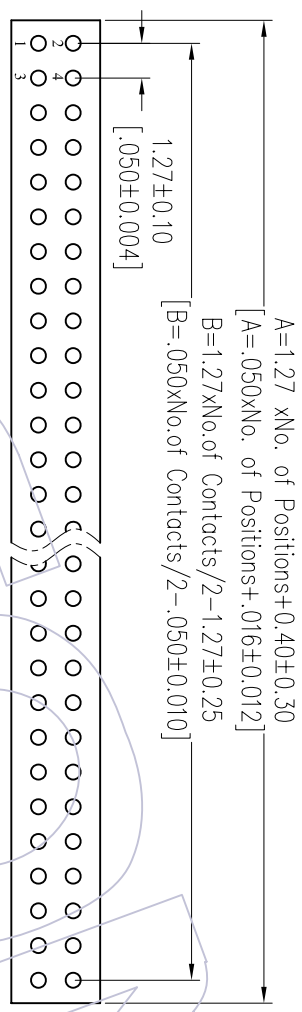 A=1.27 xNo. of Positions+0.40±0.30
[A=.050xNo. of Positions+.016±0.012]
B=1.27xNo.of Contacts/2-1.27±0.25
[B=.050xNo.of Contacts/2-.050±0.010]
1.27±0.10
[.050±0.004]
2 4
1 3